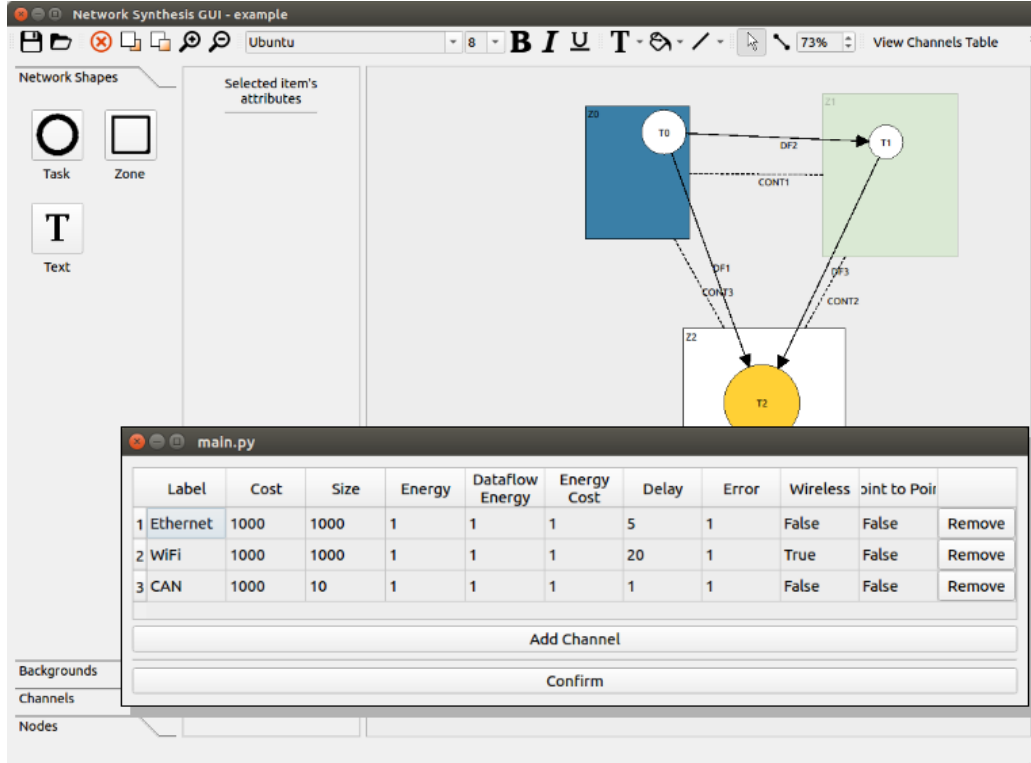 Network Synthesis GUI - example
Ubuntu 8 B I U T 73% View Channels Table
Network Shapes
Selected item's
attributes
Task Zone
T
Text
Z0
T0
Z1
T1
DF2
CONT1
DF1
DF3
CONT3
CONT2
Z2
T2
main.py
Label Cost Size Energy Dataflow Energy Energy Cost Delay Error Wireless oint to Poin
1 Ethernet 1000 1000 1 1 1 5 1 False False Remove
2 WiFi 1000 1000 1 1 1 20 1 True False Remove
3 CAN 1000 10 1 1 1 1 1 False False Remove
Add Channel
Confirm
Backgrounds
Channels
Nodes